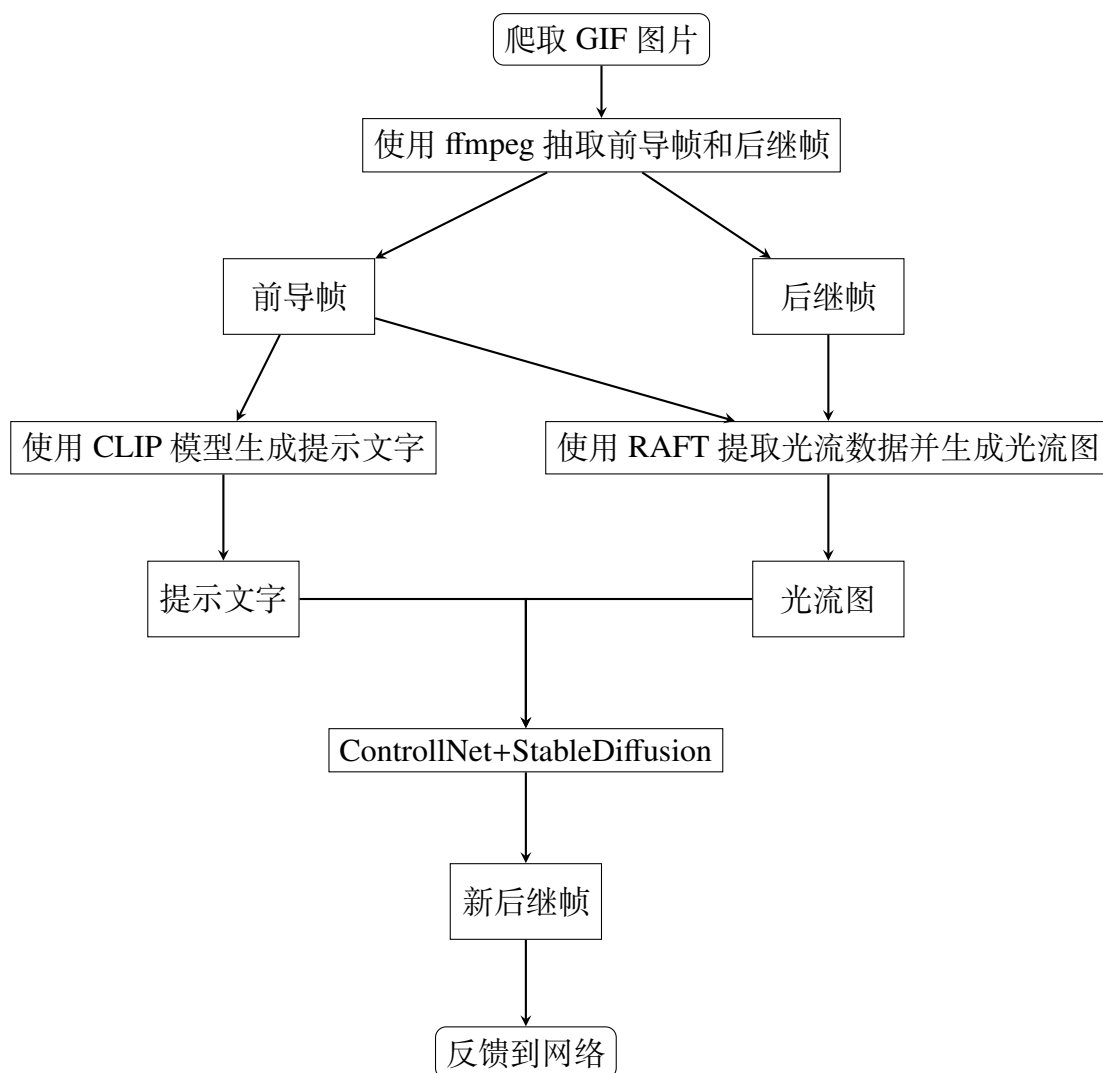 爬取 GIF 图片
使用 ffmpeg 抽取前导帧和后继帧
前导帧
后继帧
使用 CLIP 模型生成提示文字
使用 RAFT 提取光流数据并生成光流图
提示文字
光流图
ControllNet+StableDiffusion
新后继帧
反馈到网络